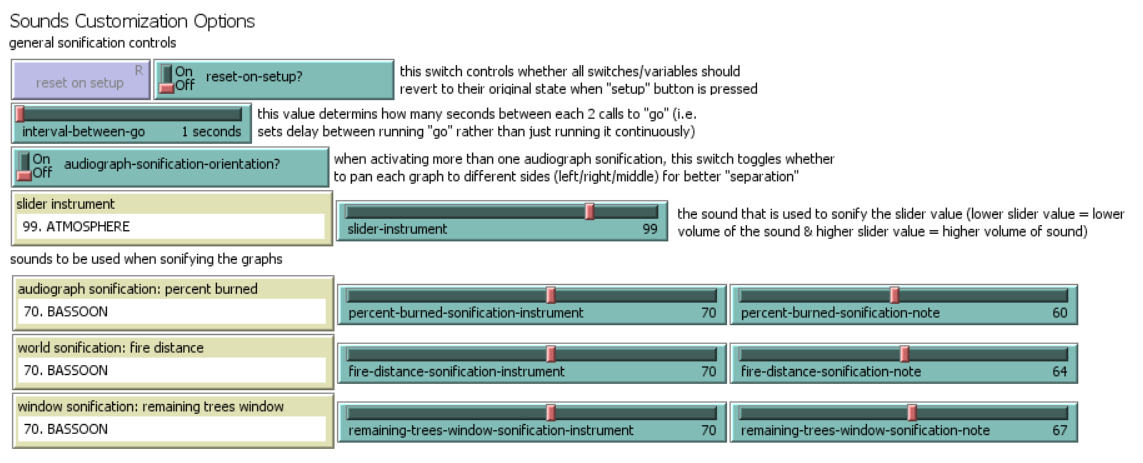 Sounds Customization Options
general sonification controls
reset on setup R
On
Off
reset-on-setup?
this switch controls whether all switches/variables should
revert to their original state when "setup" button is pressed
interval-between-go 1 seconds
this value determins how many seconds between each 2 calls to "go" (i.e.
sets delay between running "go" rather than just running it continuously)
On
Off
audiograph-sonification-orientation?
when activating more than one audiograph sonification, this switch toggles whether
to pan each graph to different sides (left/right/middle) for better "separation"
slider instrument
99. ATMOSPHERE
slider-instrument 99
the sound that is used to sonify the slider value (lower slider value = lower
volume of the sound & higher slider value = higher volume of sound)
sounds to be used when sonifying the graphs
audiograph sonification: percent burned
70. BASSOON
percent-burned-sonification-instrument 70
percent-burned-sonification-note 60
world sonification: fire distance
70. BASSOON
fire-distance-sonification-instrument 70
fire-distance-sonification-note 64
window sonification: remaining trees window
70. BASSOON
remaining-trees-window-sonification-instrument 70
remaining-trees-window-sonification-note 67